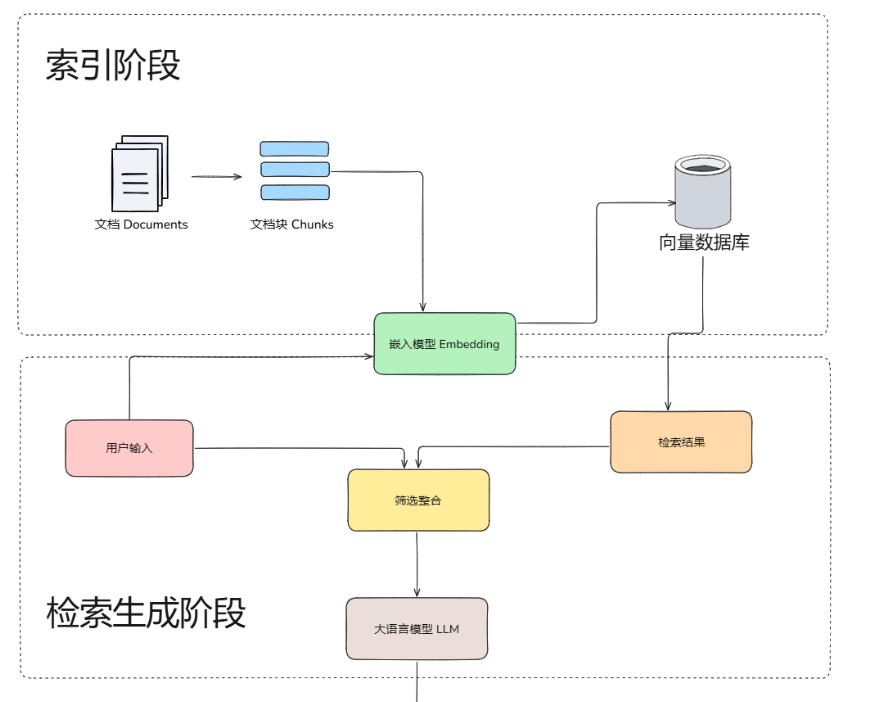 索引阶段
文档 Documents
文档块 Chunks
向量数据库
嵌入模型 Embedding
用户输入
检索结果
筛选整合
检索生成阶段
大语言模型 LLM